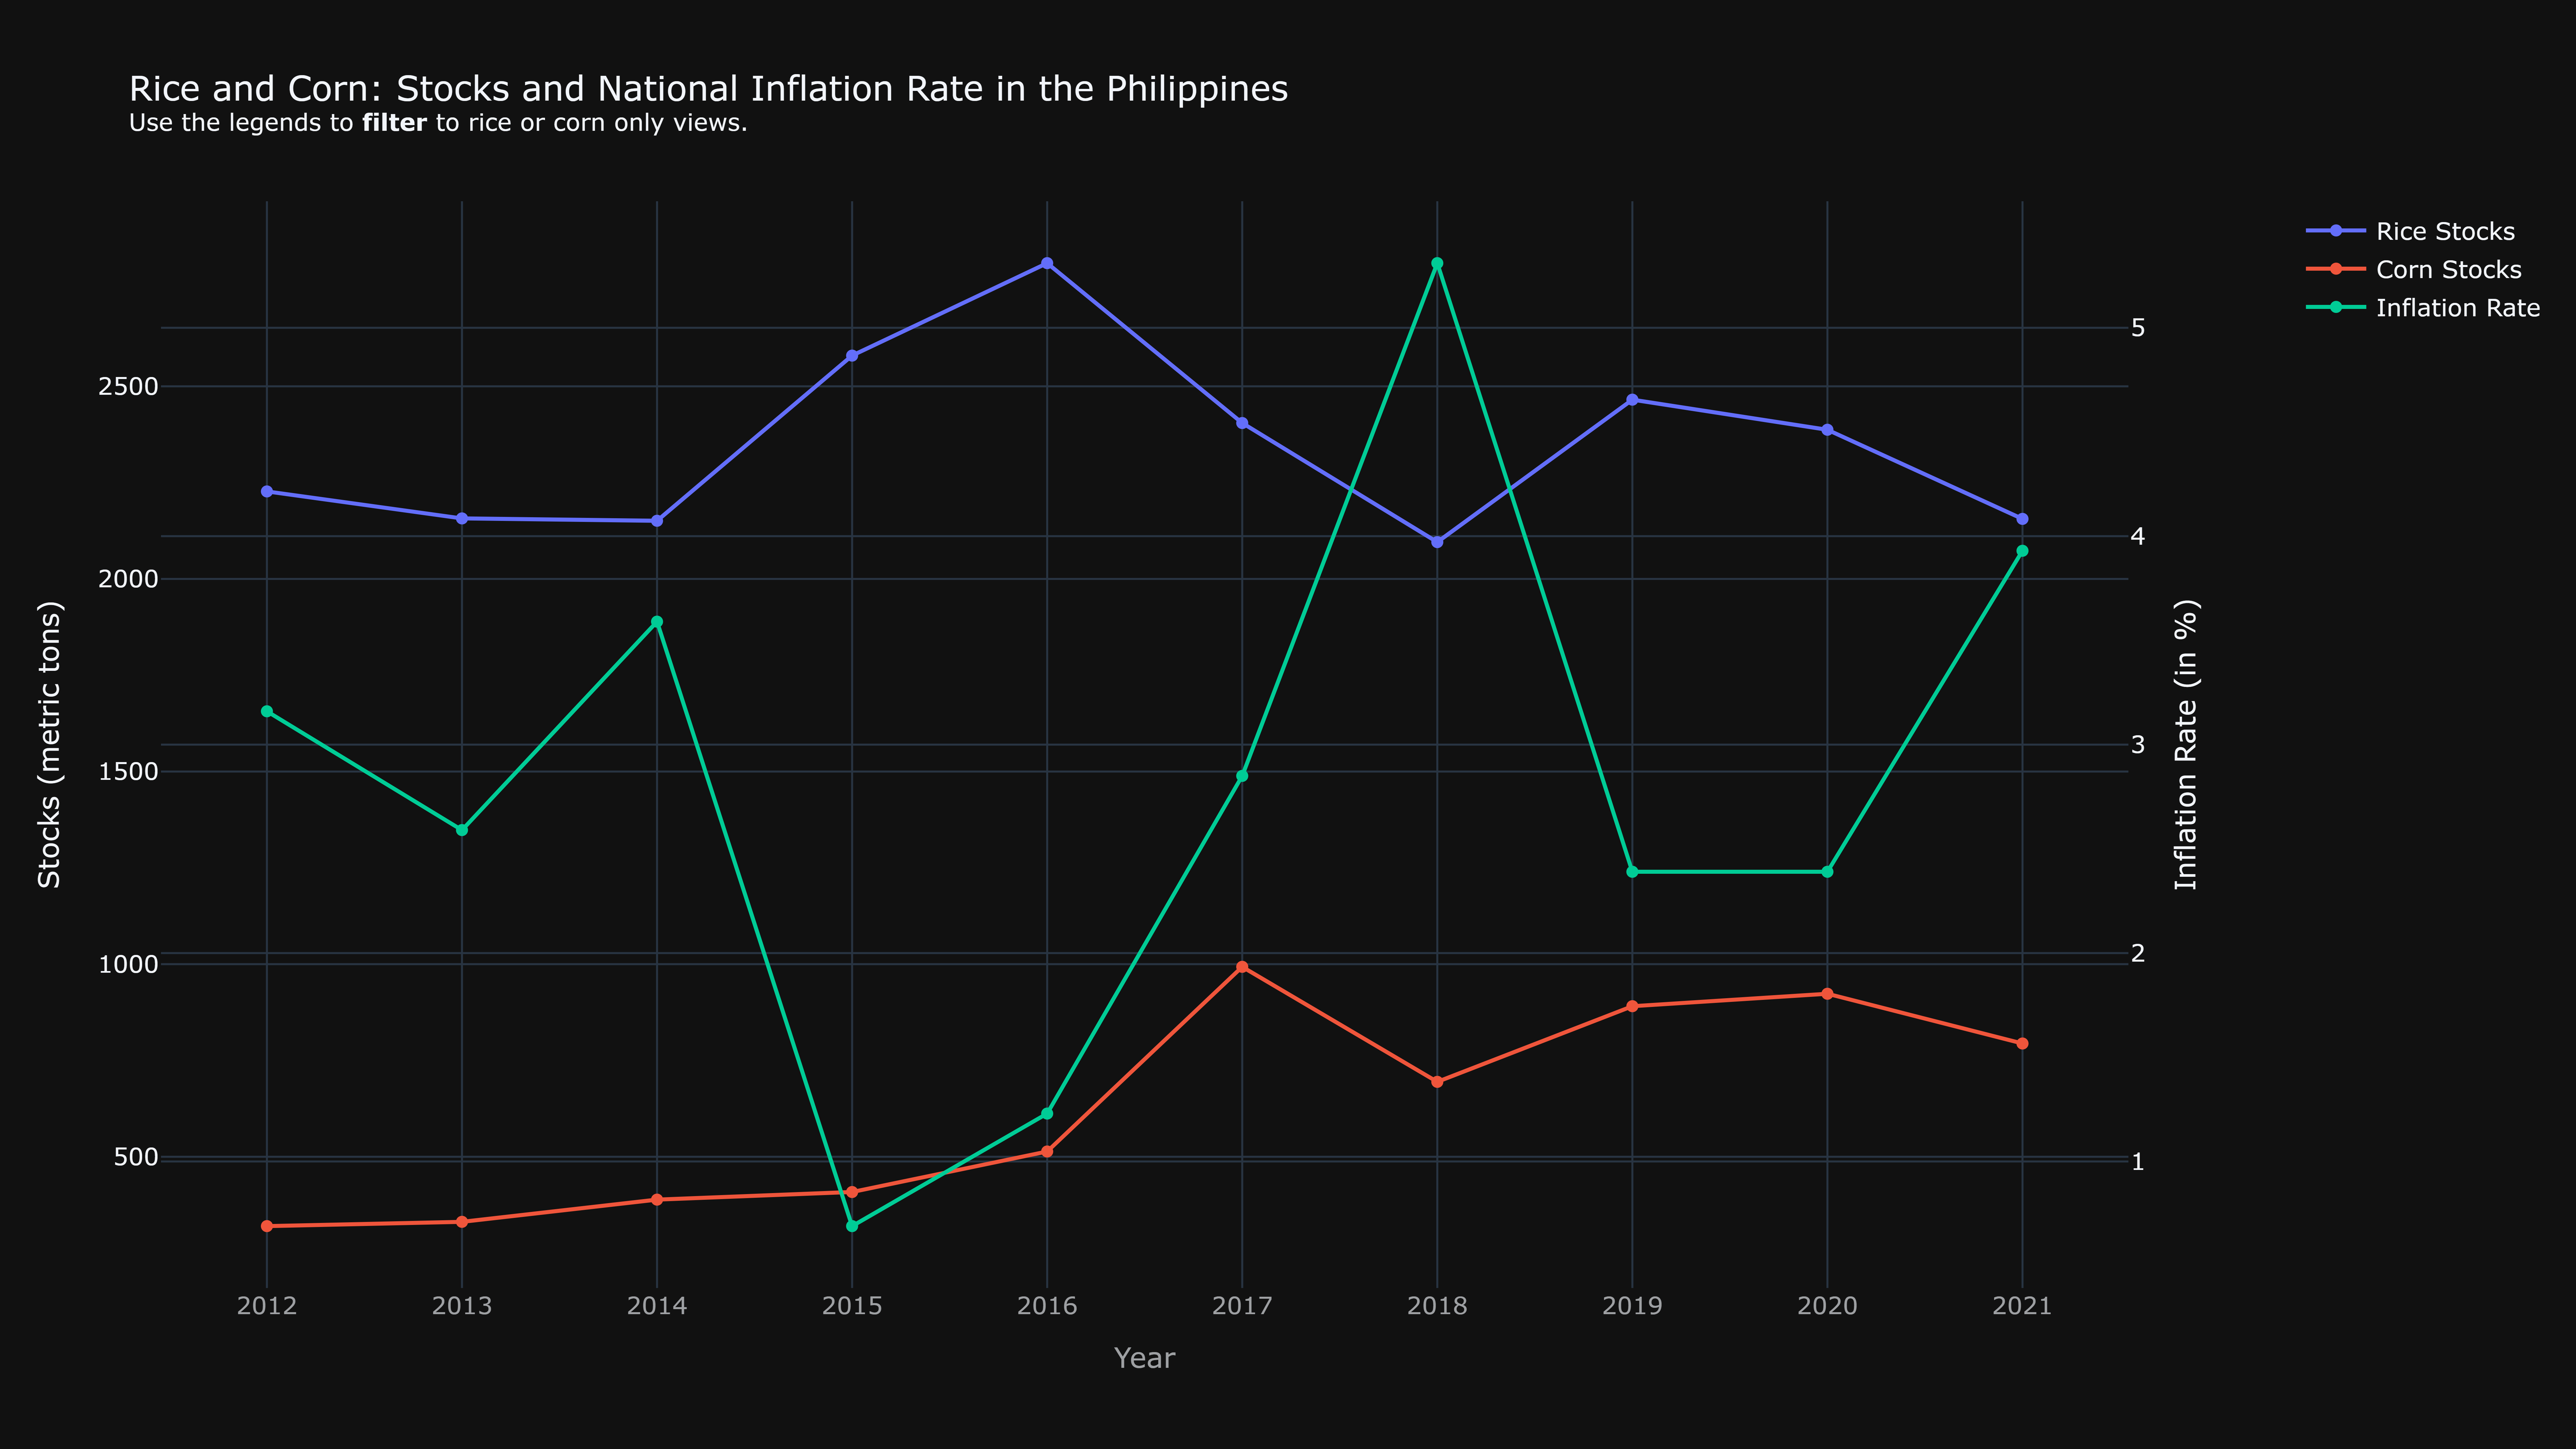 Rice and Corn: Stocks and National Inflation Rate in the Philippines
Use the legends to filter to rice or corn only views.
Rice Stocks
Corn Stocks
Inflation Rate
Stocks (metric tons)
2500
2000
1500
1000
500
5
4
3
2
1
Inflation Rate (in %)
2012 2013 2014 2015 2016 2017 2018 2019 2020 2021
Year